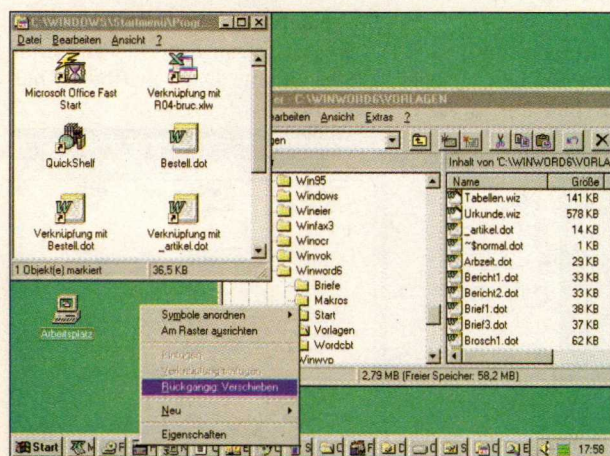 C:\WINDOWS\Startmenü\Progr
Datei Bearbeiten Ansicht ?
Microsoft Office Fast
Start
Verknüpfung mit
R04-bruc.xlw
QuickShelf
Bestell.dot
Verknüpfung mit
Bestell.dot
Verknüpfung mit
_artikel.dot
1 Objekt(e) markiert
36,5 KB
C:\WINWORD6\VORLAGEN
arbeiten Ansicht Extras ?
Inhalt von 'C:\WINWORD6\VORLA
Win95
Windows
Wineier
Winfax3
Winocr
Winvok
Winword6
Briefe
Makros
Start
Vorlagen
Wordcbt
Name Größe
Tabellen.wiz 141 KB
Urkunde.wiz 578 KB
_artikel.dot 14 KB
~$normal.dot 1 KB
Arbzeit.dot 29 KB
Bericht1.dot 33 KB
Bericht2.dot 33 KB
Brief1.dot 38 KB
Brief3.dot 37 KB
Brosch1.dot 62 KB
2,79 MB (Freier Speicher: 58,2 MB)
Arbeitsplatz
Symbole anordnen
Am Raster ausrichten
Einfügen
Verknüpfung einfügen
Rückgängig: Verschieben
Neu
Eigenschaften
Start
17:58